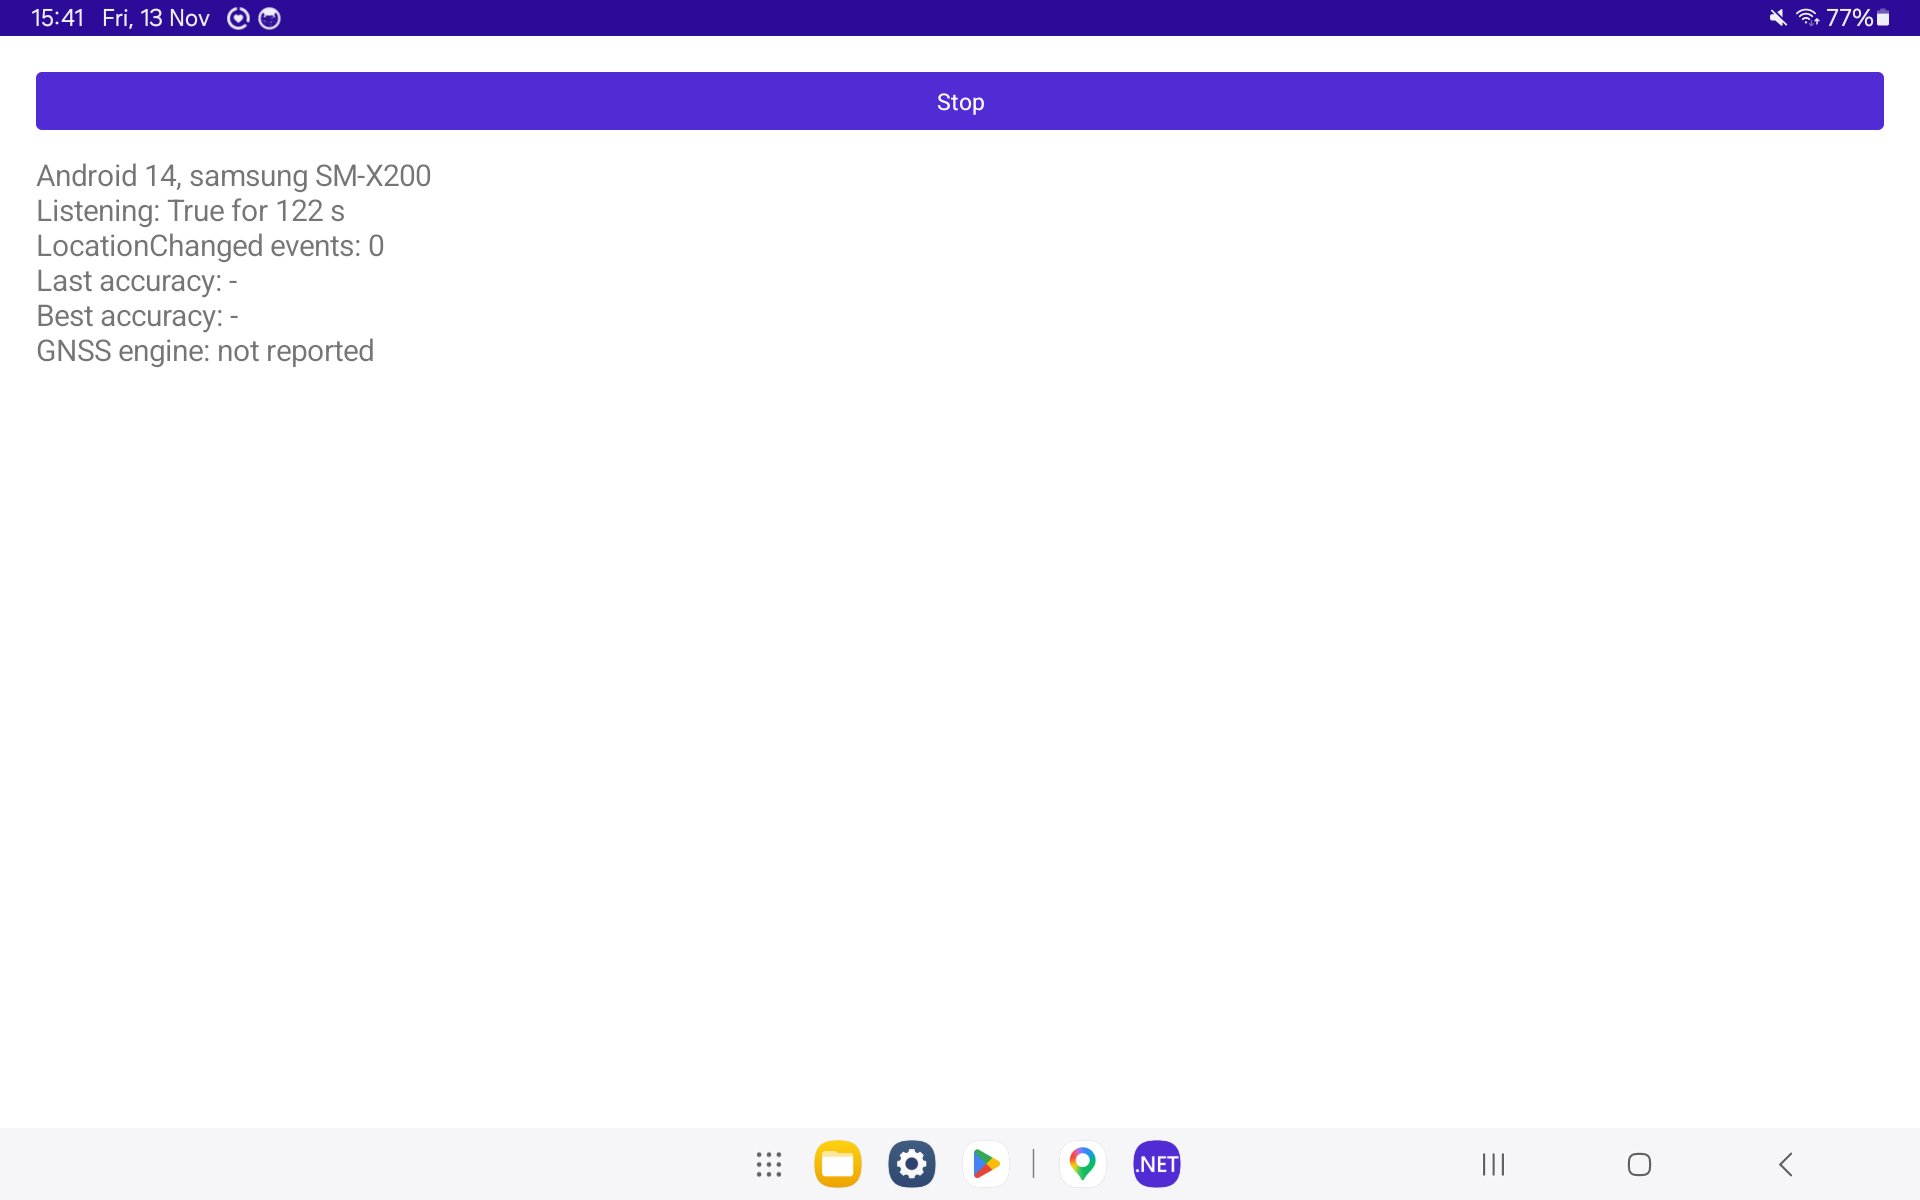 15:41 Fri, 13 Nov 77%
Stop
Android 14, samsung SM-X200
Listening: True for 122 s
LocationChanged events: 0
Last accuracy: -
Best accuracy: -
GNSS engine: not reported
.NET